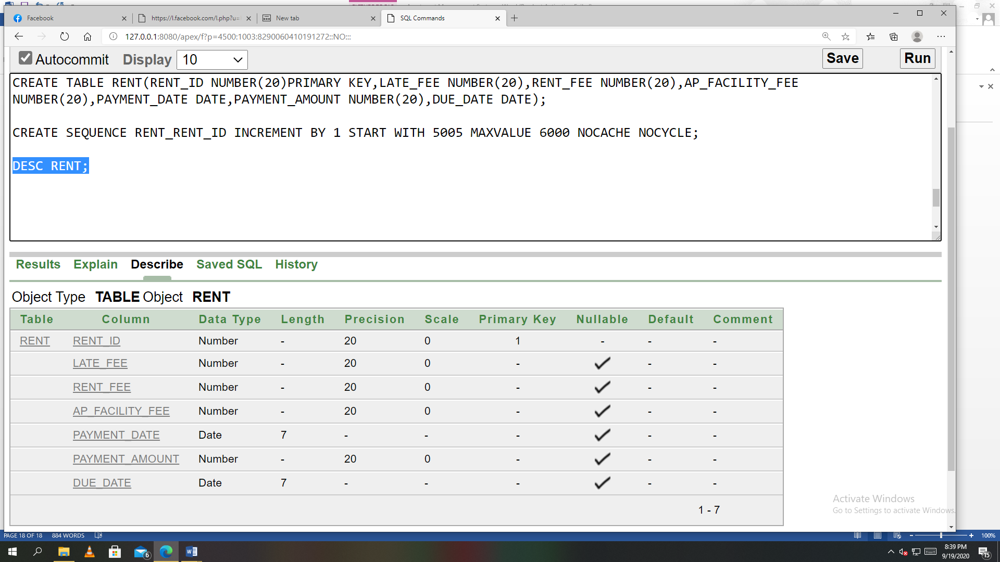 Facebook
https://l.facebook.com/l.php?u=
New tab
SQL Commands
127.0.0.1:8080/apex/f?p=4500:1003:8290060410191272::NO:::
Autocommit Display 10 Save Run
CREATE TABLE RENT(RENT_ID NUMBER(20)PRIMARY KEY,LATE_FEE NUMBER(20),RENT_FEE NUMBER(20),AP_FACILITY_FEE
NUMBER(20),PAYMENT_DATE DATE,PAYMENT_AMOUNT NUMBER(20),DUE_DATE DATE);
CREATE SEQUENCE RENT_RENT_ID INCREMENT BY 1 START WITH 5005 MAXVALUE 6000 NOCACHE NOCYCLE;
DESC RENT;
Results Explain Describe Saved SQL History
Object Type TABLE Object RENT
Table Column Data Type Length Precision Scale Primary Key Nullable Default Comment
RENT RENT_ID Number - 20 0 1 - - -
LATE_FEE Number - 20 0 - - -
RENT_FEE Number - 20 0 - - -
AP_FACILITY_FEE Number - 20 0 - - -
PAYMENT_DATE Date 7 - - - - -
PAYMENT_AMOUNT Number - 20 0 - - -
DUE_DATE Date 7 - - - - -
1 - 7
Activate Windows
Go to Settings to activate Windows.
PAGE 18 OF 18 884 WORDS 100%
6
8:39 PM
9/19/2020
15